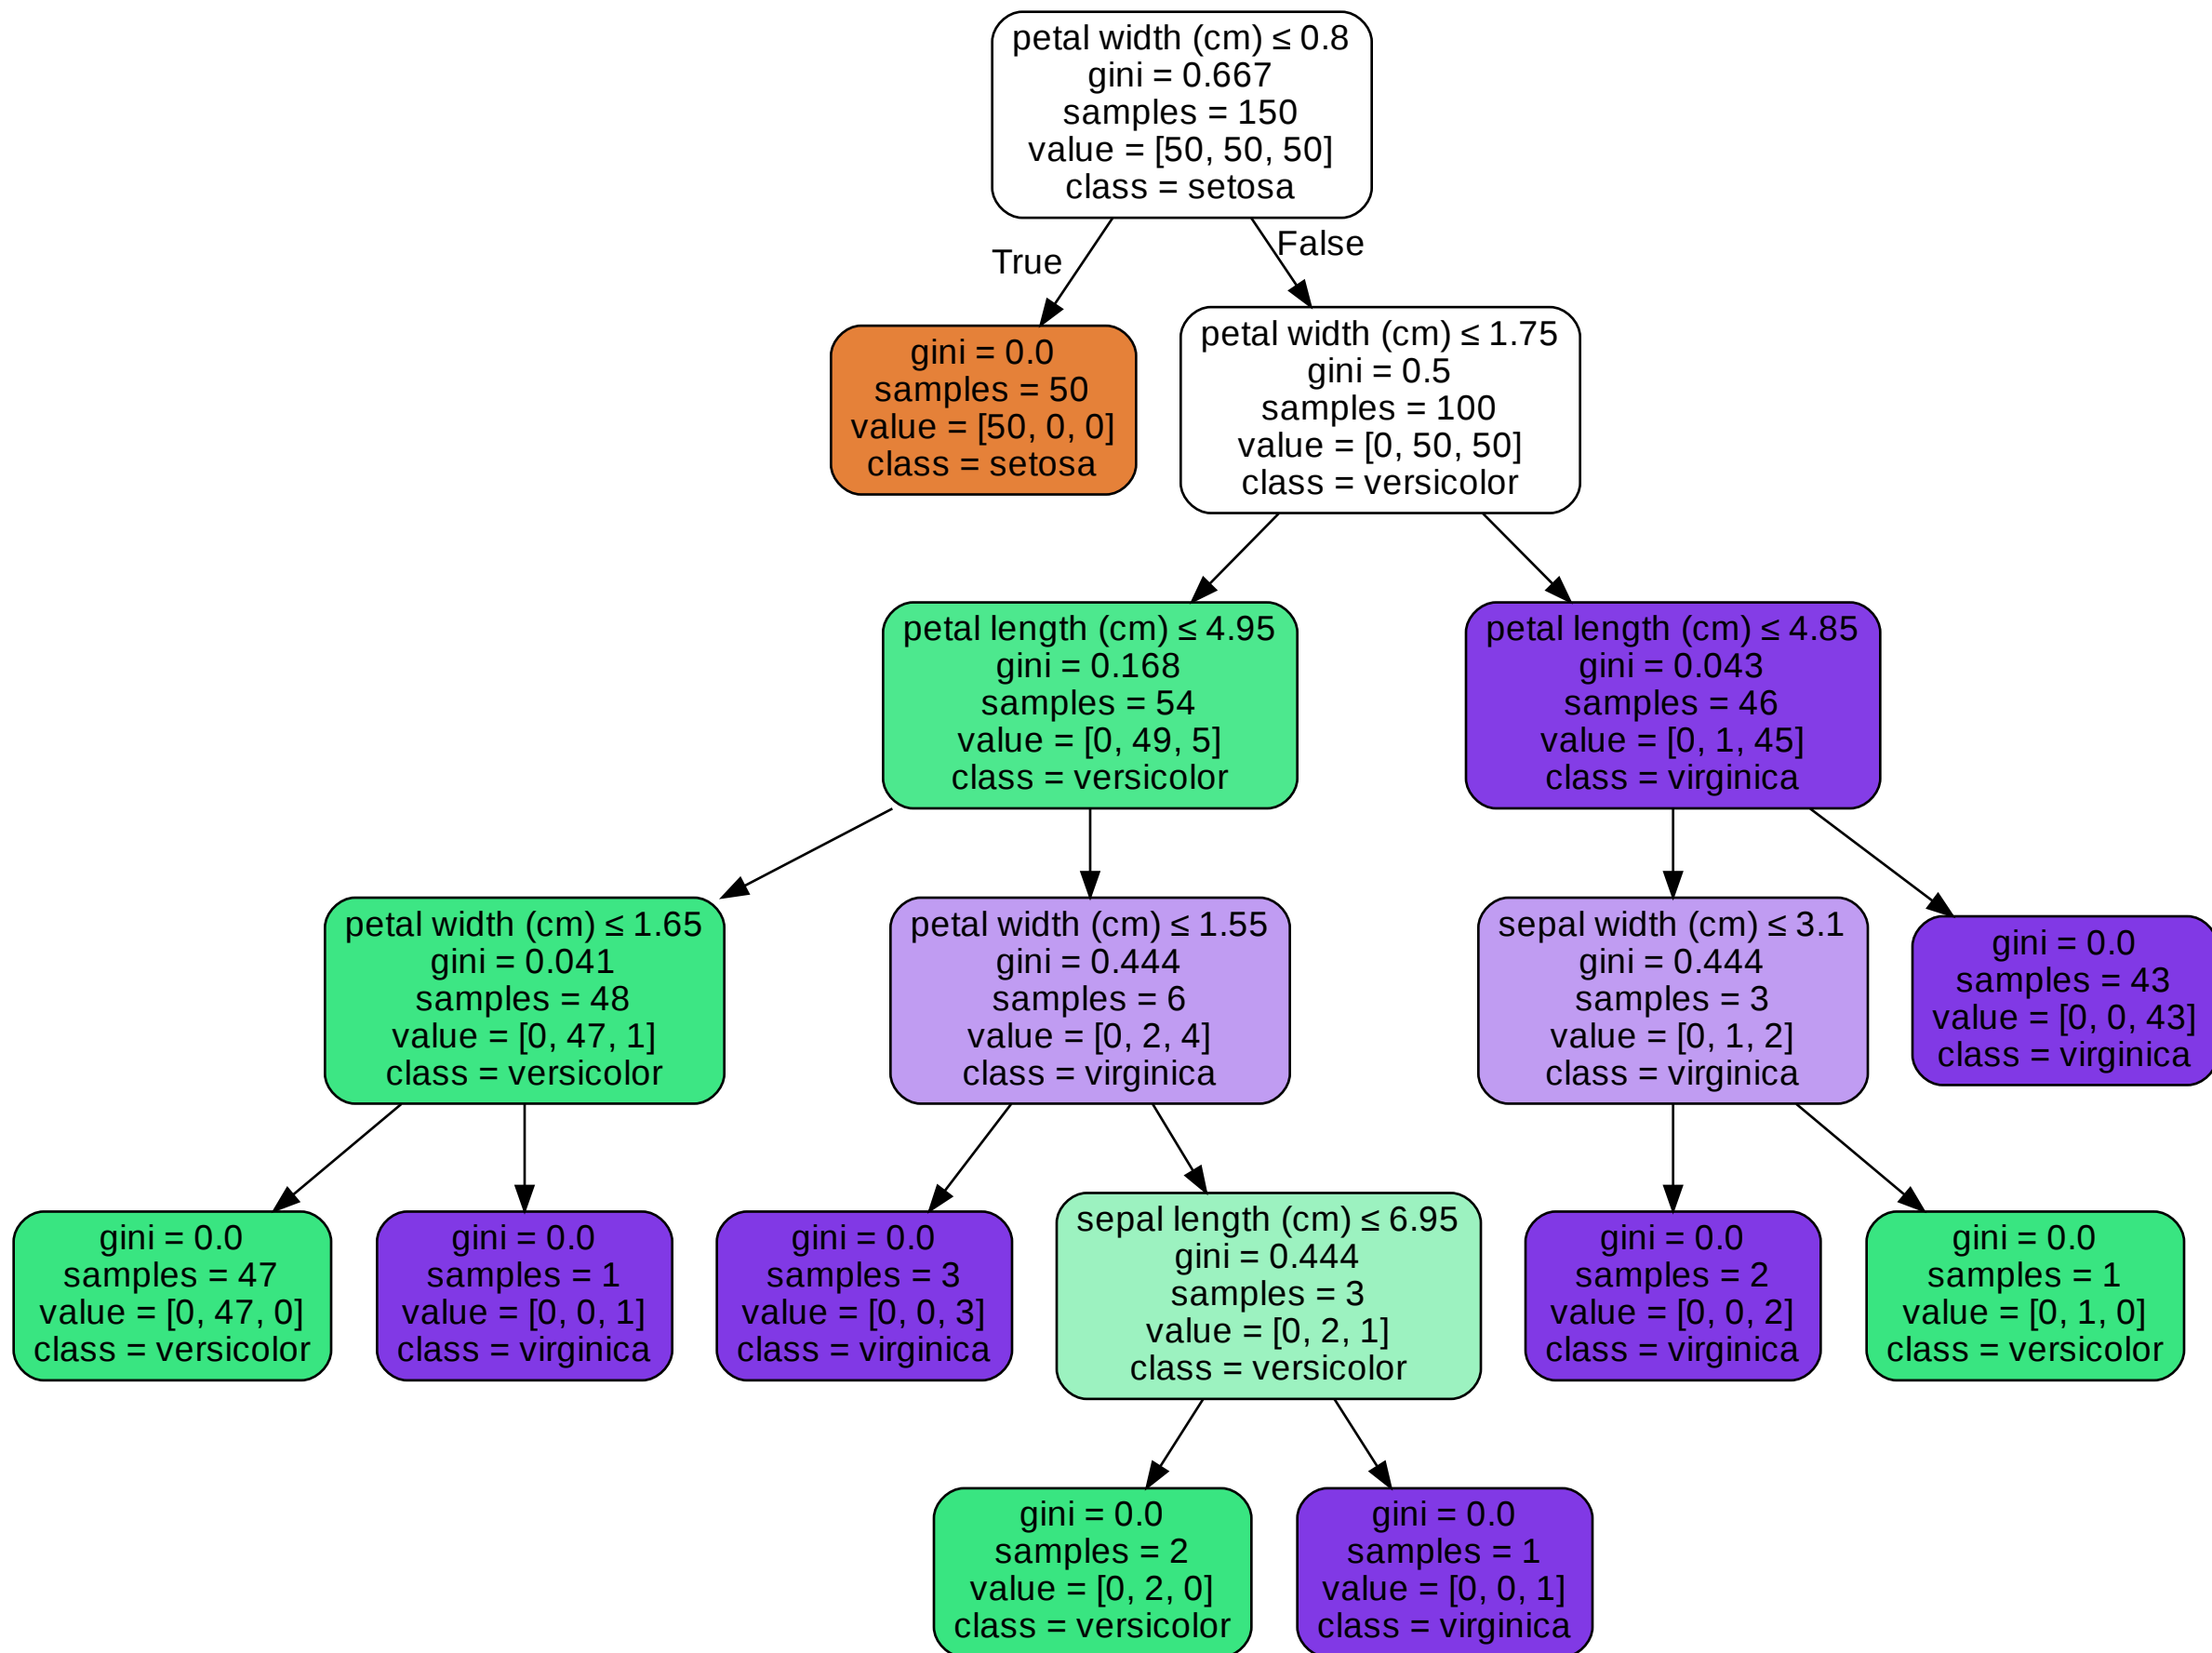 petal width (cm) ≤ 0.8
gini = 0.667
samples = 150
value = [50, 50, 50]
class = setosa
True
False
gini = 0.0
samples = 50
value = [50, 0, 0]
class = setosa
petal width (cm) ≤ 1.75
gini = 0.5
samples = 100
value = [0, 50, 50]
class = versicolor
petal length (cm) ≤ 4.95
gini = 0.168
samples = 54
value = [0, 49, 5]
class = versicolor
petal length (cm) ≤ 4.85
gini = 0.043
samples = 46
value = [0, 1, 45]
class = virginica
petal width (cm) ≤ 1.65
gini = 0.041
samples = 48
value = [0, 47, 1]
class = versicolor
petal width (cm) ≤ 1.55
gini = 0.444
samples = 6
value = [0, 2, 4]
class = virginica
sepal width (cm) ≤ 3.1
gini = 0.444
samples = 3
value = [0, 1, 2]
class = virginica
gini = 0.0
samples = 43
value = [0, 0, 43]
class = virginica
gini = 0.0
samples = 47
value = [0, 47, 0]
class = versicolor
gini = 0.0
samples = 1
value = [0, 0, 1]
class = virginica
gini = 0.0
samples = 3
value = [0, 0, 3]
class = virginica
sepal length (cm) ≤ 6.95
gini = 0.444
samples = 3
value = [0, 2, 1]
class = versicolor
gini = 0.0
samples = 2
value = [0, 0, 2]
class = virginica
gini = 0.0
samples = 1
value = [0, 1, 0]
class = versicolor
gini = 0.0
samples = 2
value = [0, 2, 0]
class = versicolor
gini = 0.0
samples = 1
value = [0, 0, 1]
class = virginica